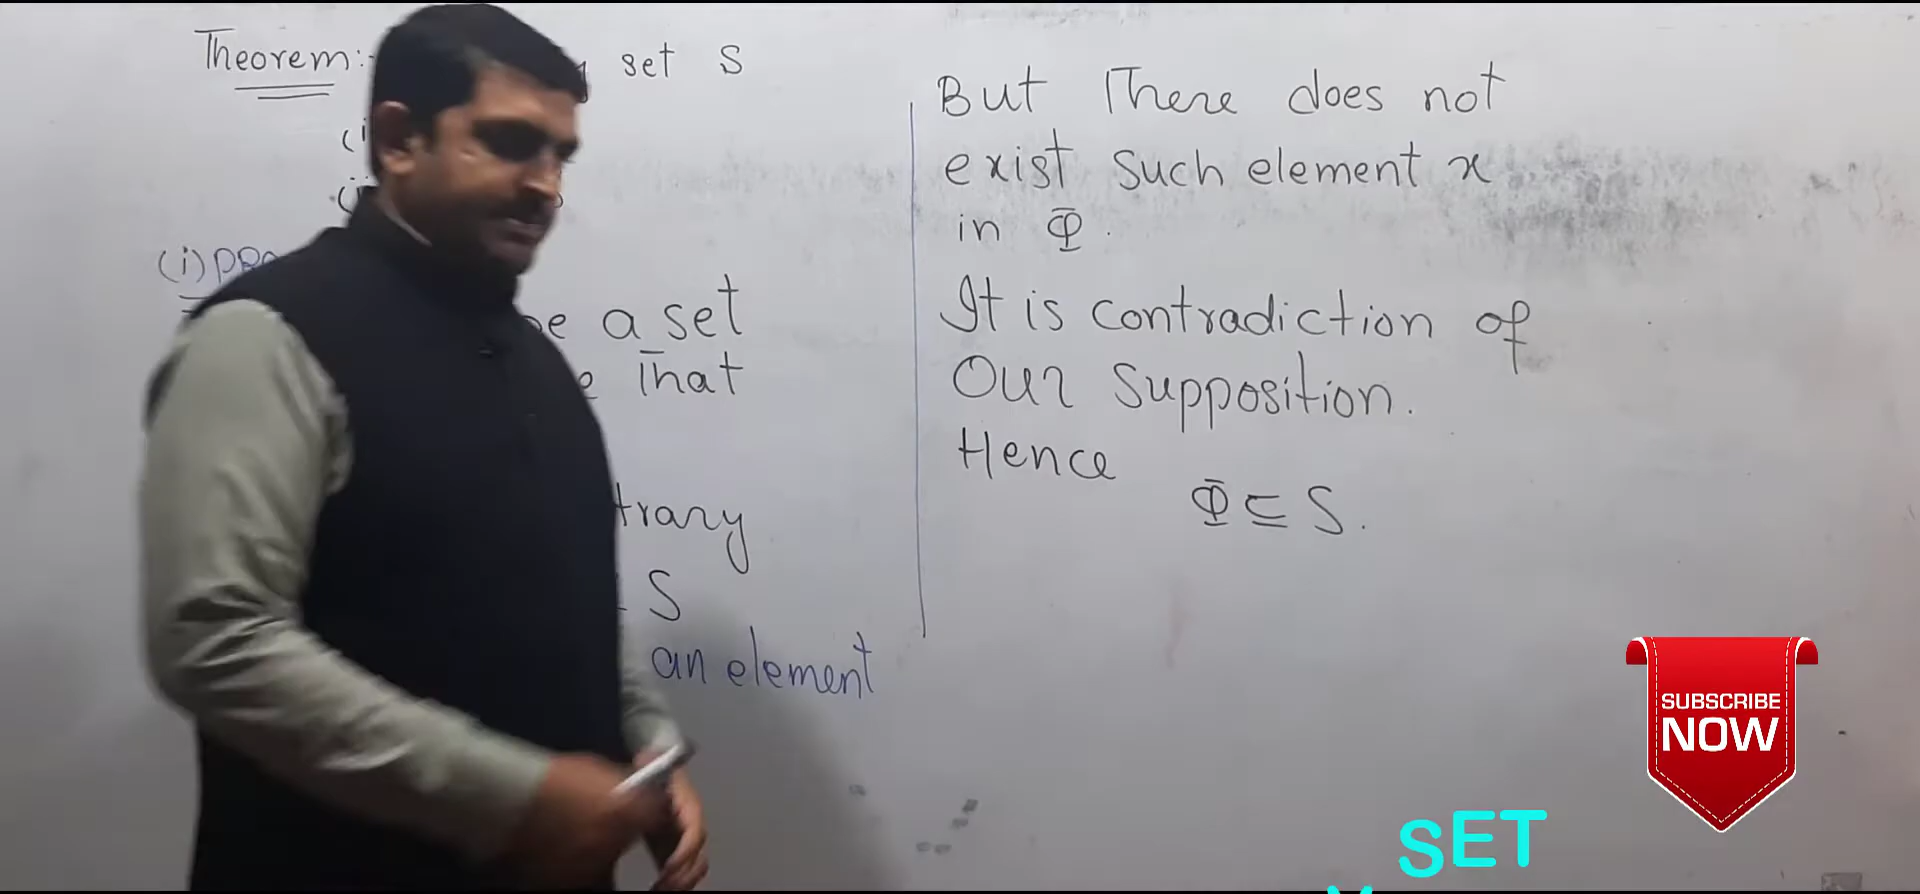 Theorem:- set S
(i
(i) PRO
a set
That
trary
S
an element
But There does not
exist such element x
in Φ.
It is contradiction of
Our Supposition.
Hence
Φ ⊆ S.
SUBSCRIBE
NOW
SET